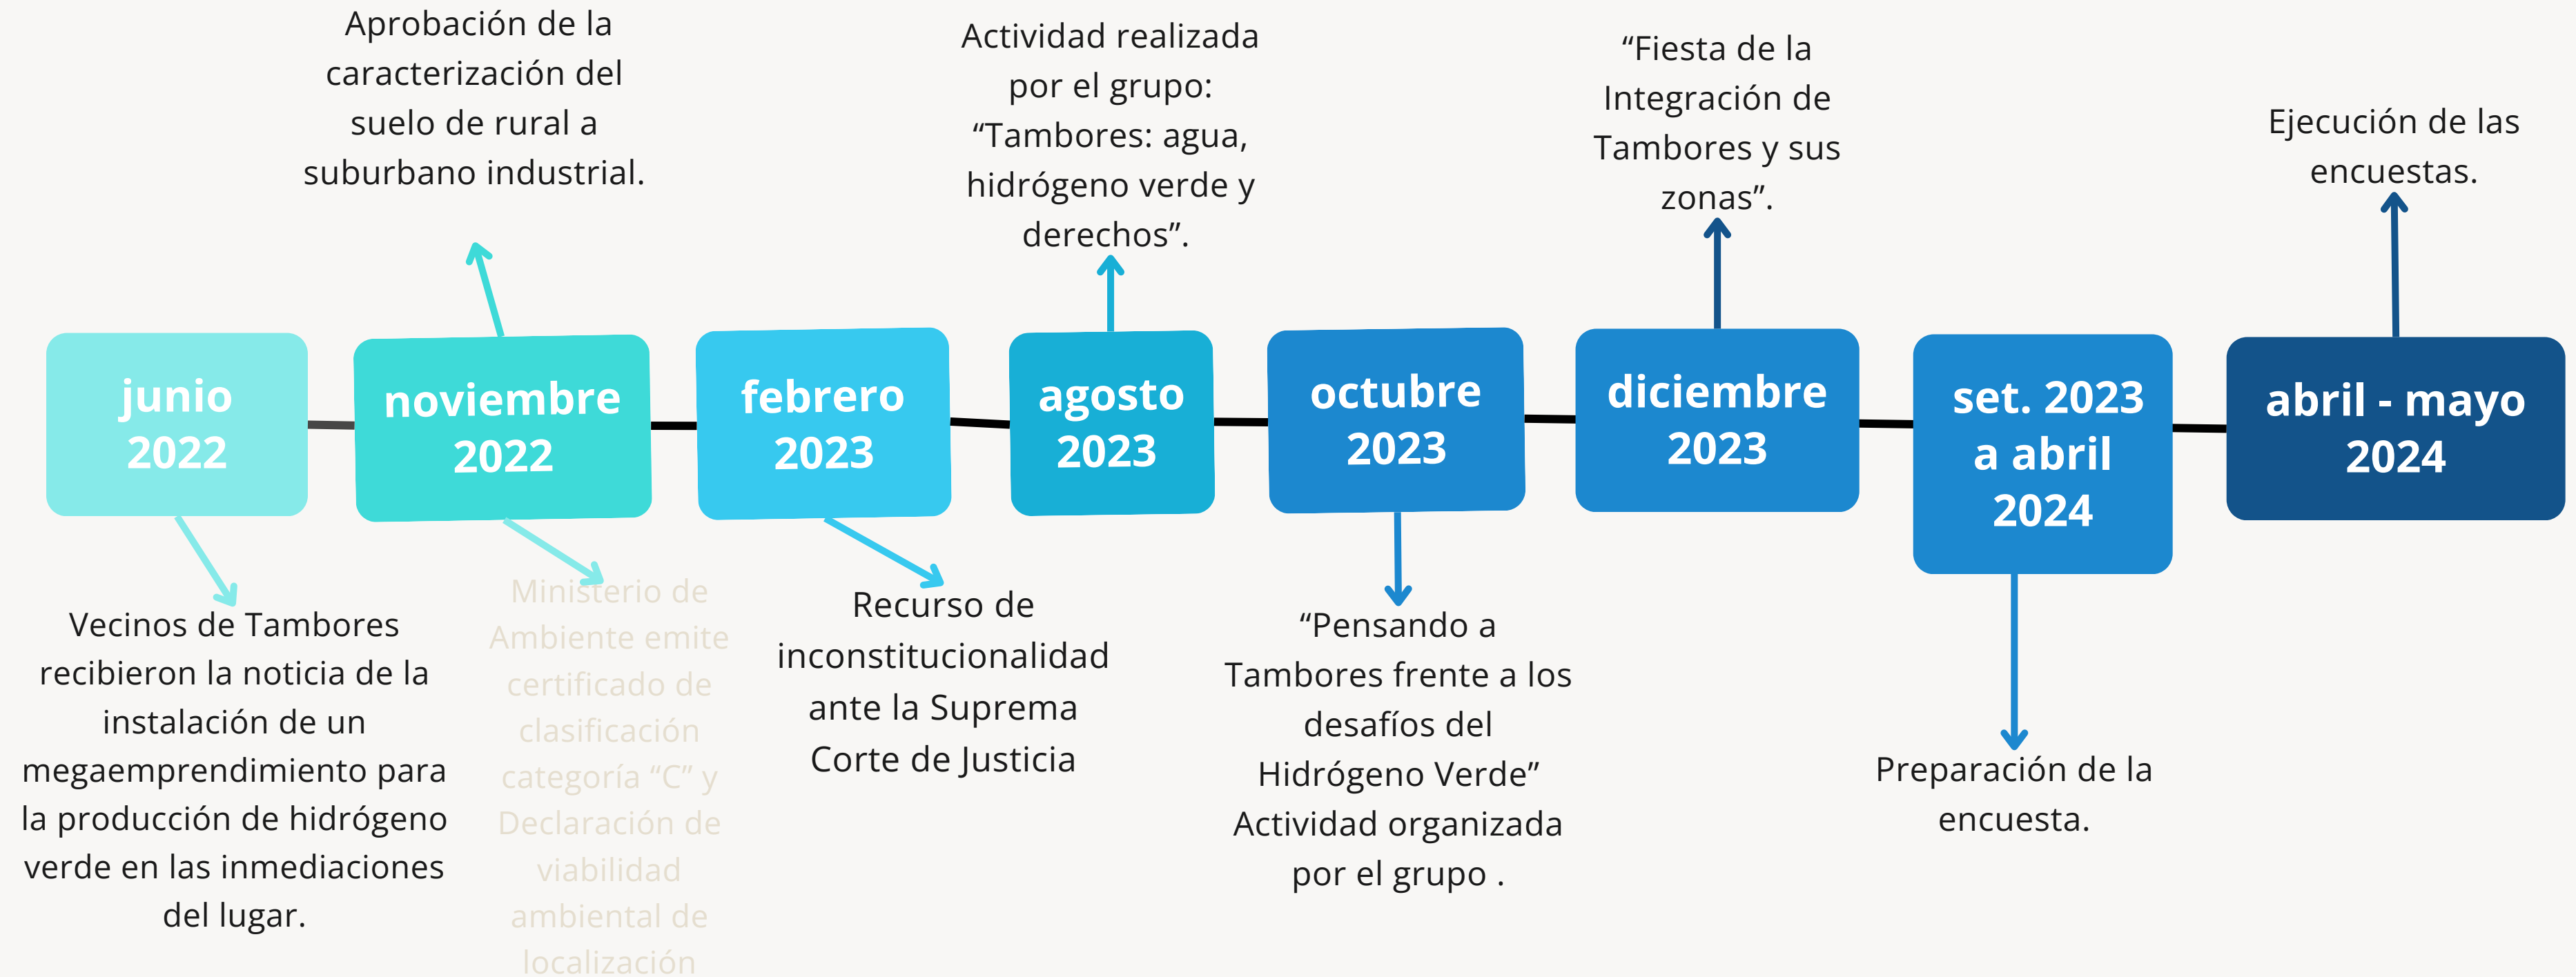 Aprobación de la
caracterización del
suelo de rural a
suburbano industrial.
Actividad realizada
por el grupo:
“Tambores: agua,
hidrógeno verde y
derechos”.
“Fiesta de la
Integración de
Tambores y sus
zonas”.
Ejecución de las
encuestas.
junio
2022
noviembre
2022
febrero
2023
agosto
2023
octubre
2023
diciembre
2023
set. 2023
a abril
2024
abril - mayo
2024
Vecinos de Tambores
recibieron la noticia de la
instalación de un
megaemprendimiento para
la producción de hidrógeno
verde en las inmediaciones
del lugar.
Ministerio de
Ambiente emite
certificado de
clasificación
categoría “C” y
Declaración de
viabilidad
ambiental de
localización
Recurso de
inconstitucionalidad
ante la Suprema
Corte de Justicia
“Pensando a
Tambores frente a los
desafíos del
Hidrógeno Verde”
Actividad organizada
por el grupo .
Preparación de la
encuesta.